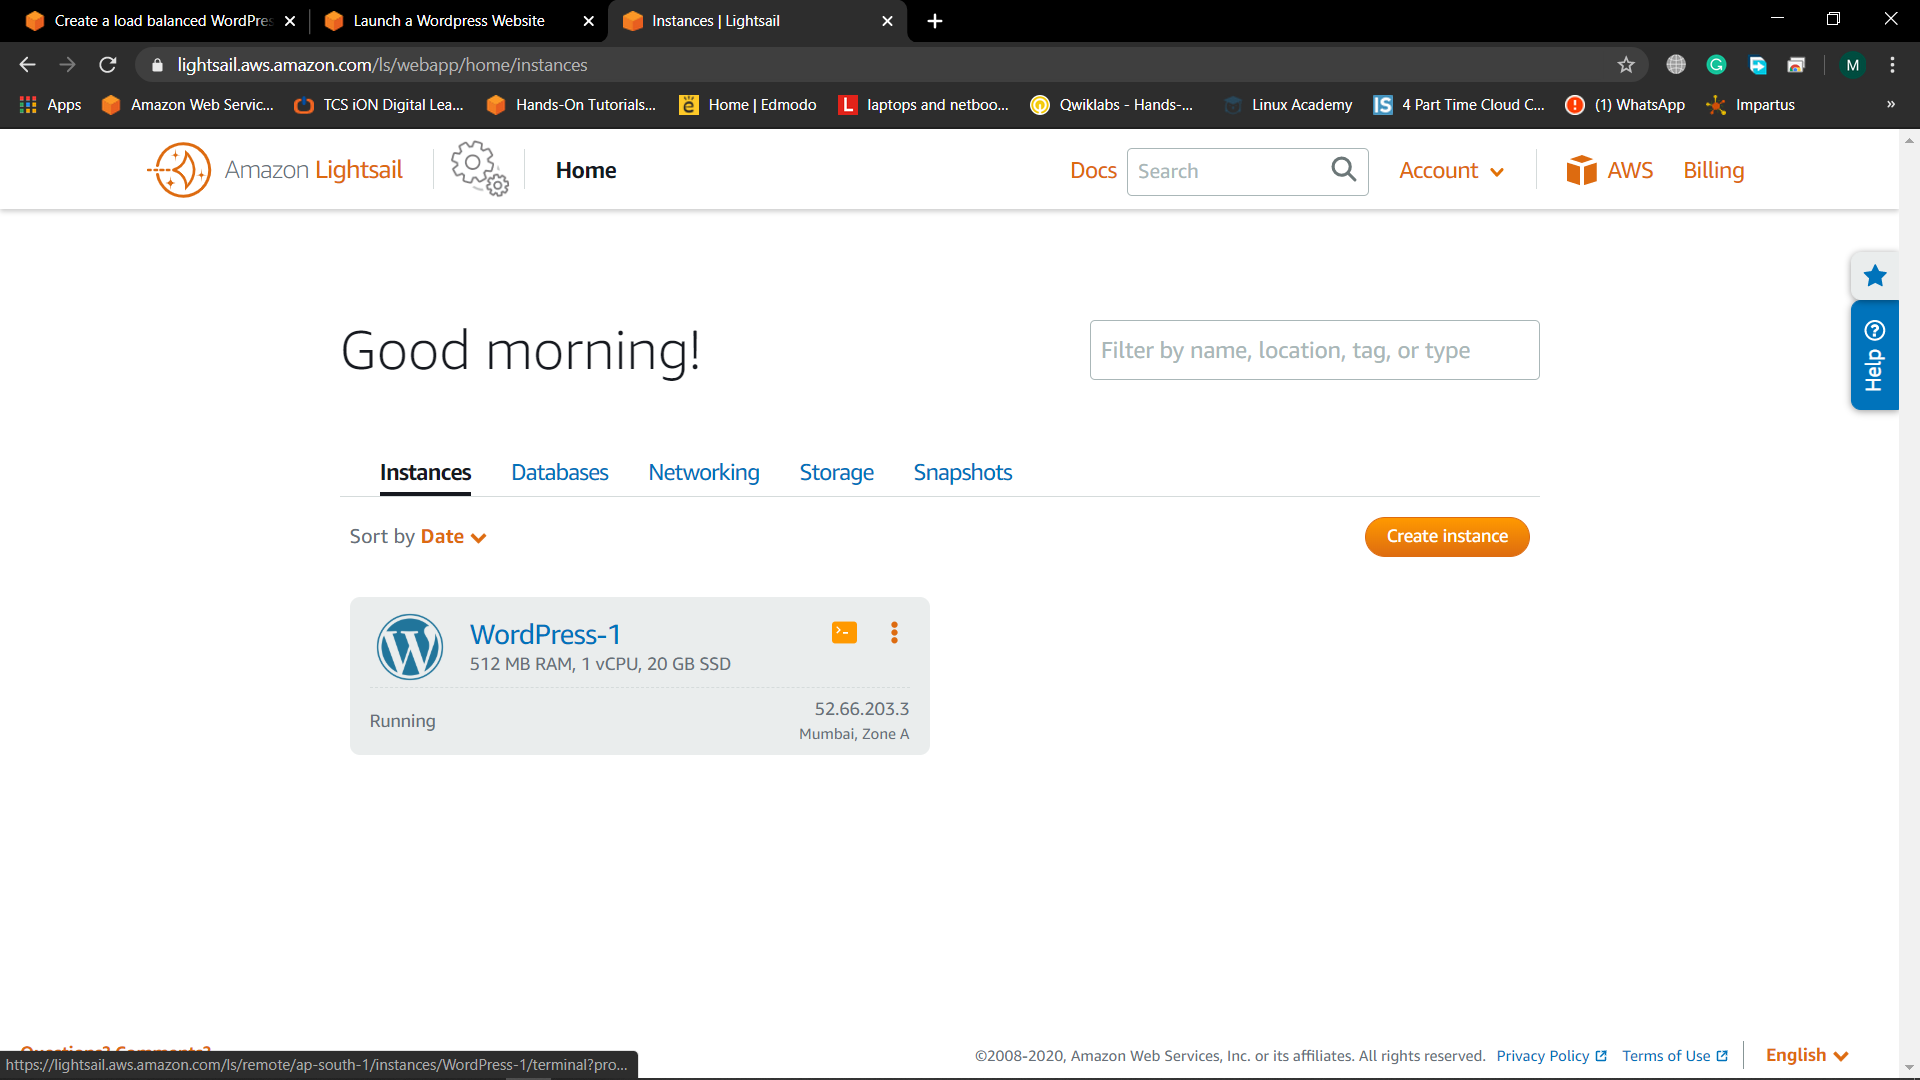 Create a load balanced WordPres
Launch a Wordpress Website
Instances | Lightsail
lightsail.aws.amazon.com/ls/webapp/home/instances
M
Apps
Amazon Web Servic...
TCS iON Digital Lea...
Hands-On Tutorials...
Home | Edmodo
laptops and netboo...
Qwiklabs - Hands-...
Linux Academy
4 Part Time Cloud C...
(1) WhatsApp
Impartus
»
Amazon Lightsail
Home
Docs
Search
Account
AWS
Billing
Help
Good morning!
Filter by name, location, tag, or type
Instances
Databases
Networking
Storage
Snapshots
Sort by Date
Create instance
WordPress-1
512 MB RAM, 1 vCPU, 20 GB SSD
Running
52.66.203.3
Mumbai, Zone A
Questions? Comments?
https://lightsail.aws.amazon.com/ls/remote/ap-south-1/instances/WordPress-1/terminal?pro...
©2008-2020, Amazon Web Services, Inc. or its affiliates. All rights reserved.
Privacy Policy
Terms of Use
English